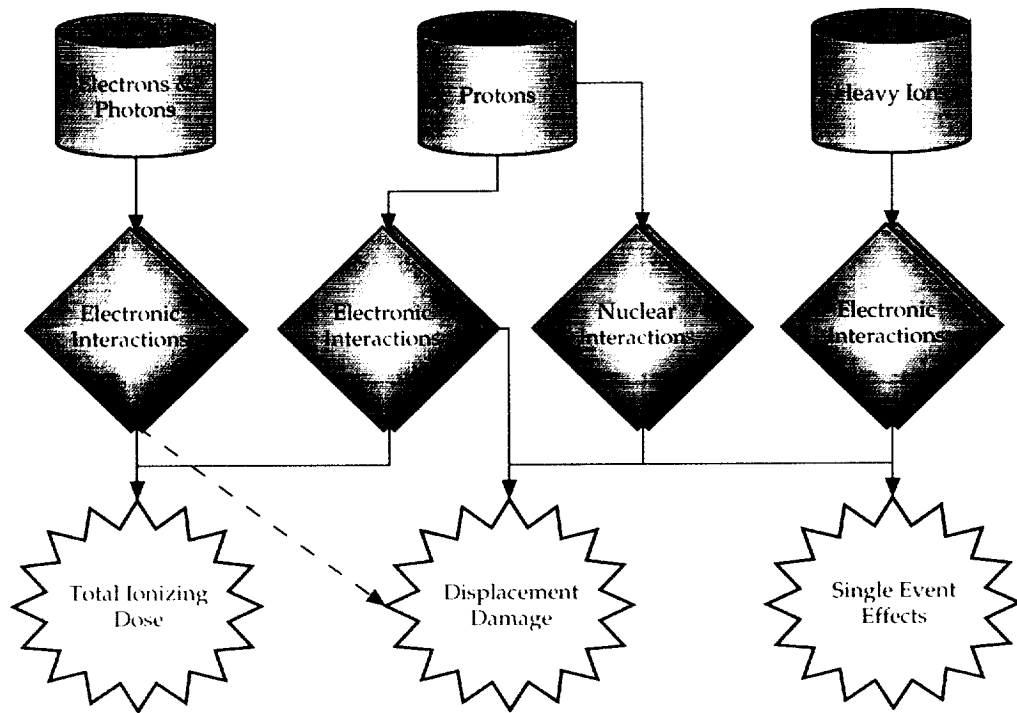 Electrons &
Photons
Protons
Heavy Ions
Electronic
Interactions
Electronic
Interactions
Nuclear
Interactions
Electronic
Interactions
Total Ionizing
Dose
Displacement
Damage
Single Event
Effects